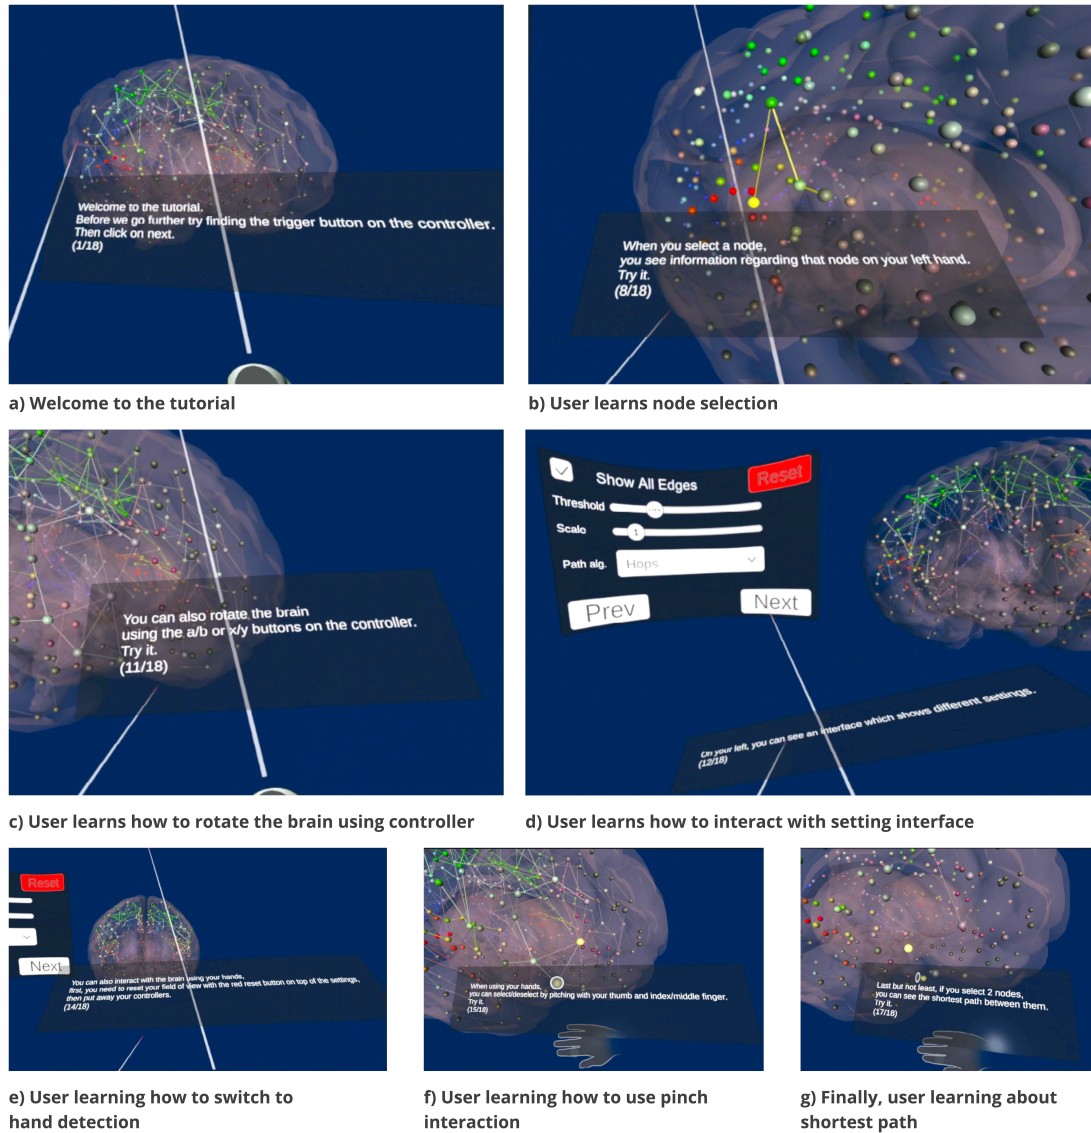 Welcome to the tutorial.
Before we go further try finding the trigger button on the controller.
Then click on next.
(1/18)
a) Welcome to the tutorial
When you select a node,
you see information regarding that node on your left hand.
Try it.
(8/18)
b) User learns node selection
You can also rotate the brain
using the a/b or x/y buttons on the controller.
Try it.
(11/18)
c) User learns how to rotate the brain using controller
Show All Edges
Reset
Threshold
Scale
1
Path alg.
Hops
Prev
Next
On your left, you can see an interface which shows different settings.
(12/18)
d) User learns how to interact with setting interface
Reset
Next
You can also interact with the brain using your hands,
first, you need to reset your field of view with the red reset button on top of the settings,
then put away your controllers.
(14/18)
e) User learning how to switch to
hand detection
When using your hands,
you can select/deselect by pitching with your thumb and index/middle finger.
Try it.
(15/18)
f) User learning how to use pinch
interaction
Last but not least, if you select 2 nodes,
you can see the shortest path between them.
Try it.
(17/18)
g) Finally, user learning about
shortest path